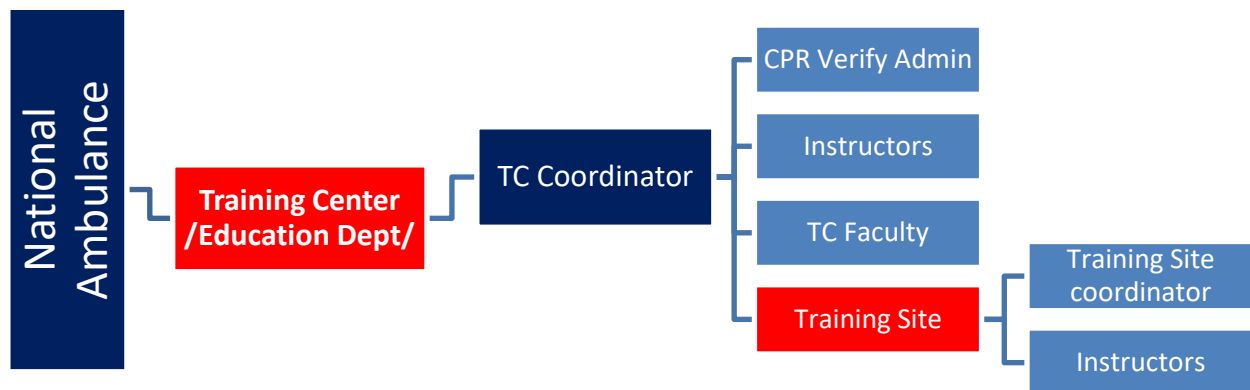 National
Ambulance
Training Center
/Education Dept/
TC Coordinator
CPR Verify Admin
Instructors
TC Faculty
Training Site
Training Site
coordinator
Instructors